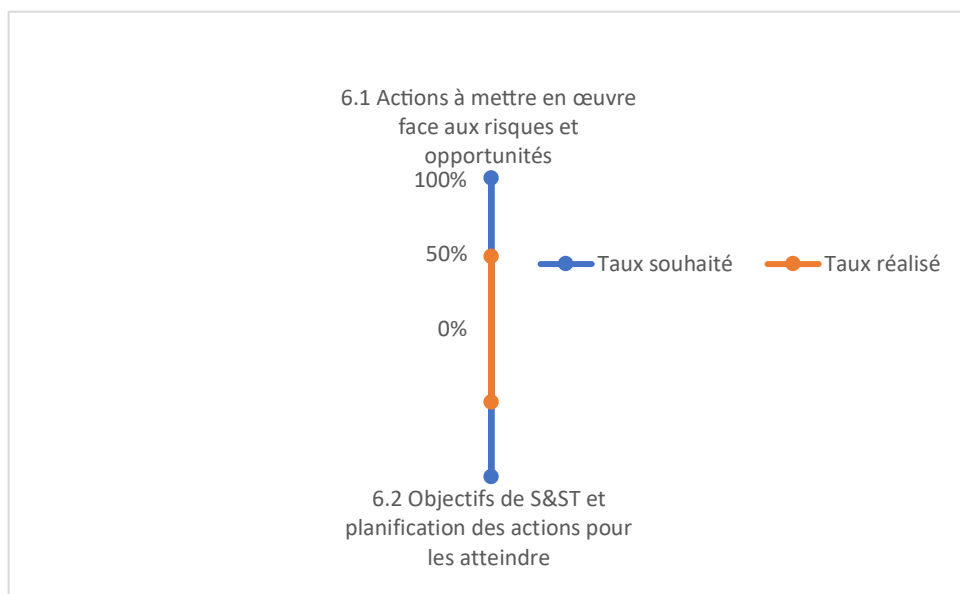 6.1 Actions à mettre en œuvre
face aux risques et
opportunités
100%
50%
0%
Taux souhaité
Taux réalisé
6.2 Objectifs de S&ST et
planification des actions pour
les atteindre